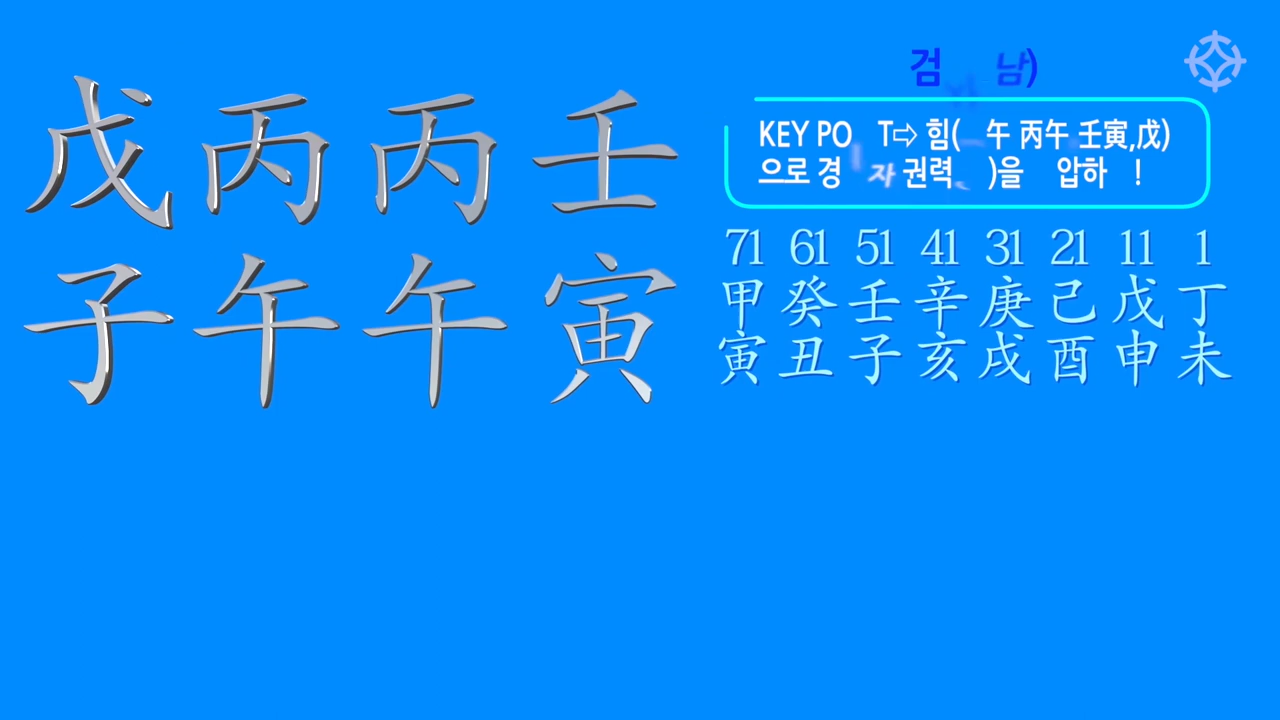 戊丙丙壬
子午午寅
검 남)
KEY PO T⇨ 힘( 午 丙午 壬寅,戊)
으로 경 자 권력 )을 압하 !
71 61 51 41 31 21 11 1
甲癸壬辛庚己戊丁
寅丑子亥戌酉申未